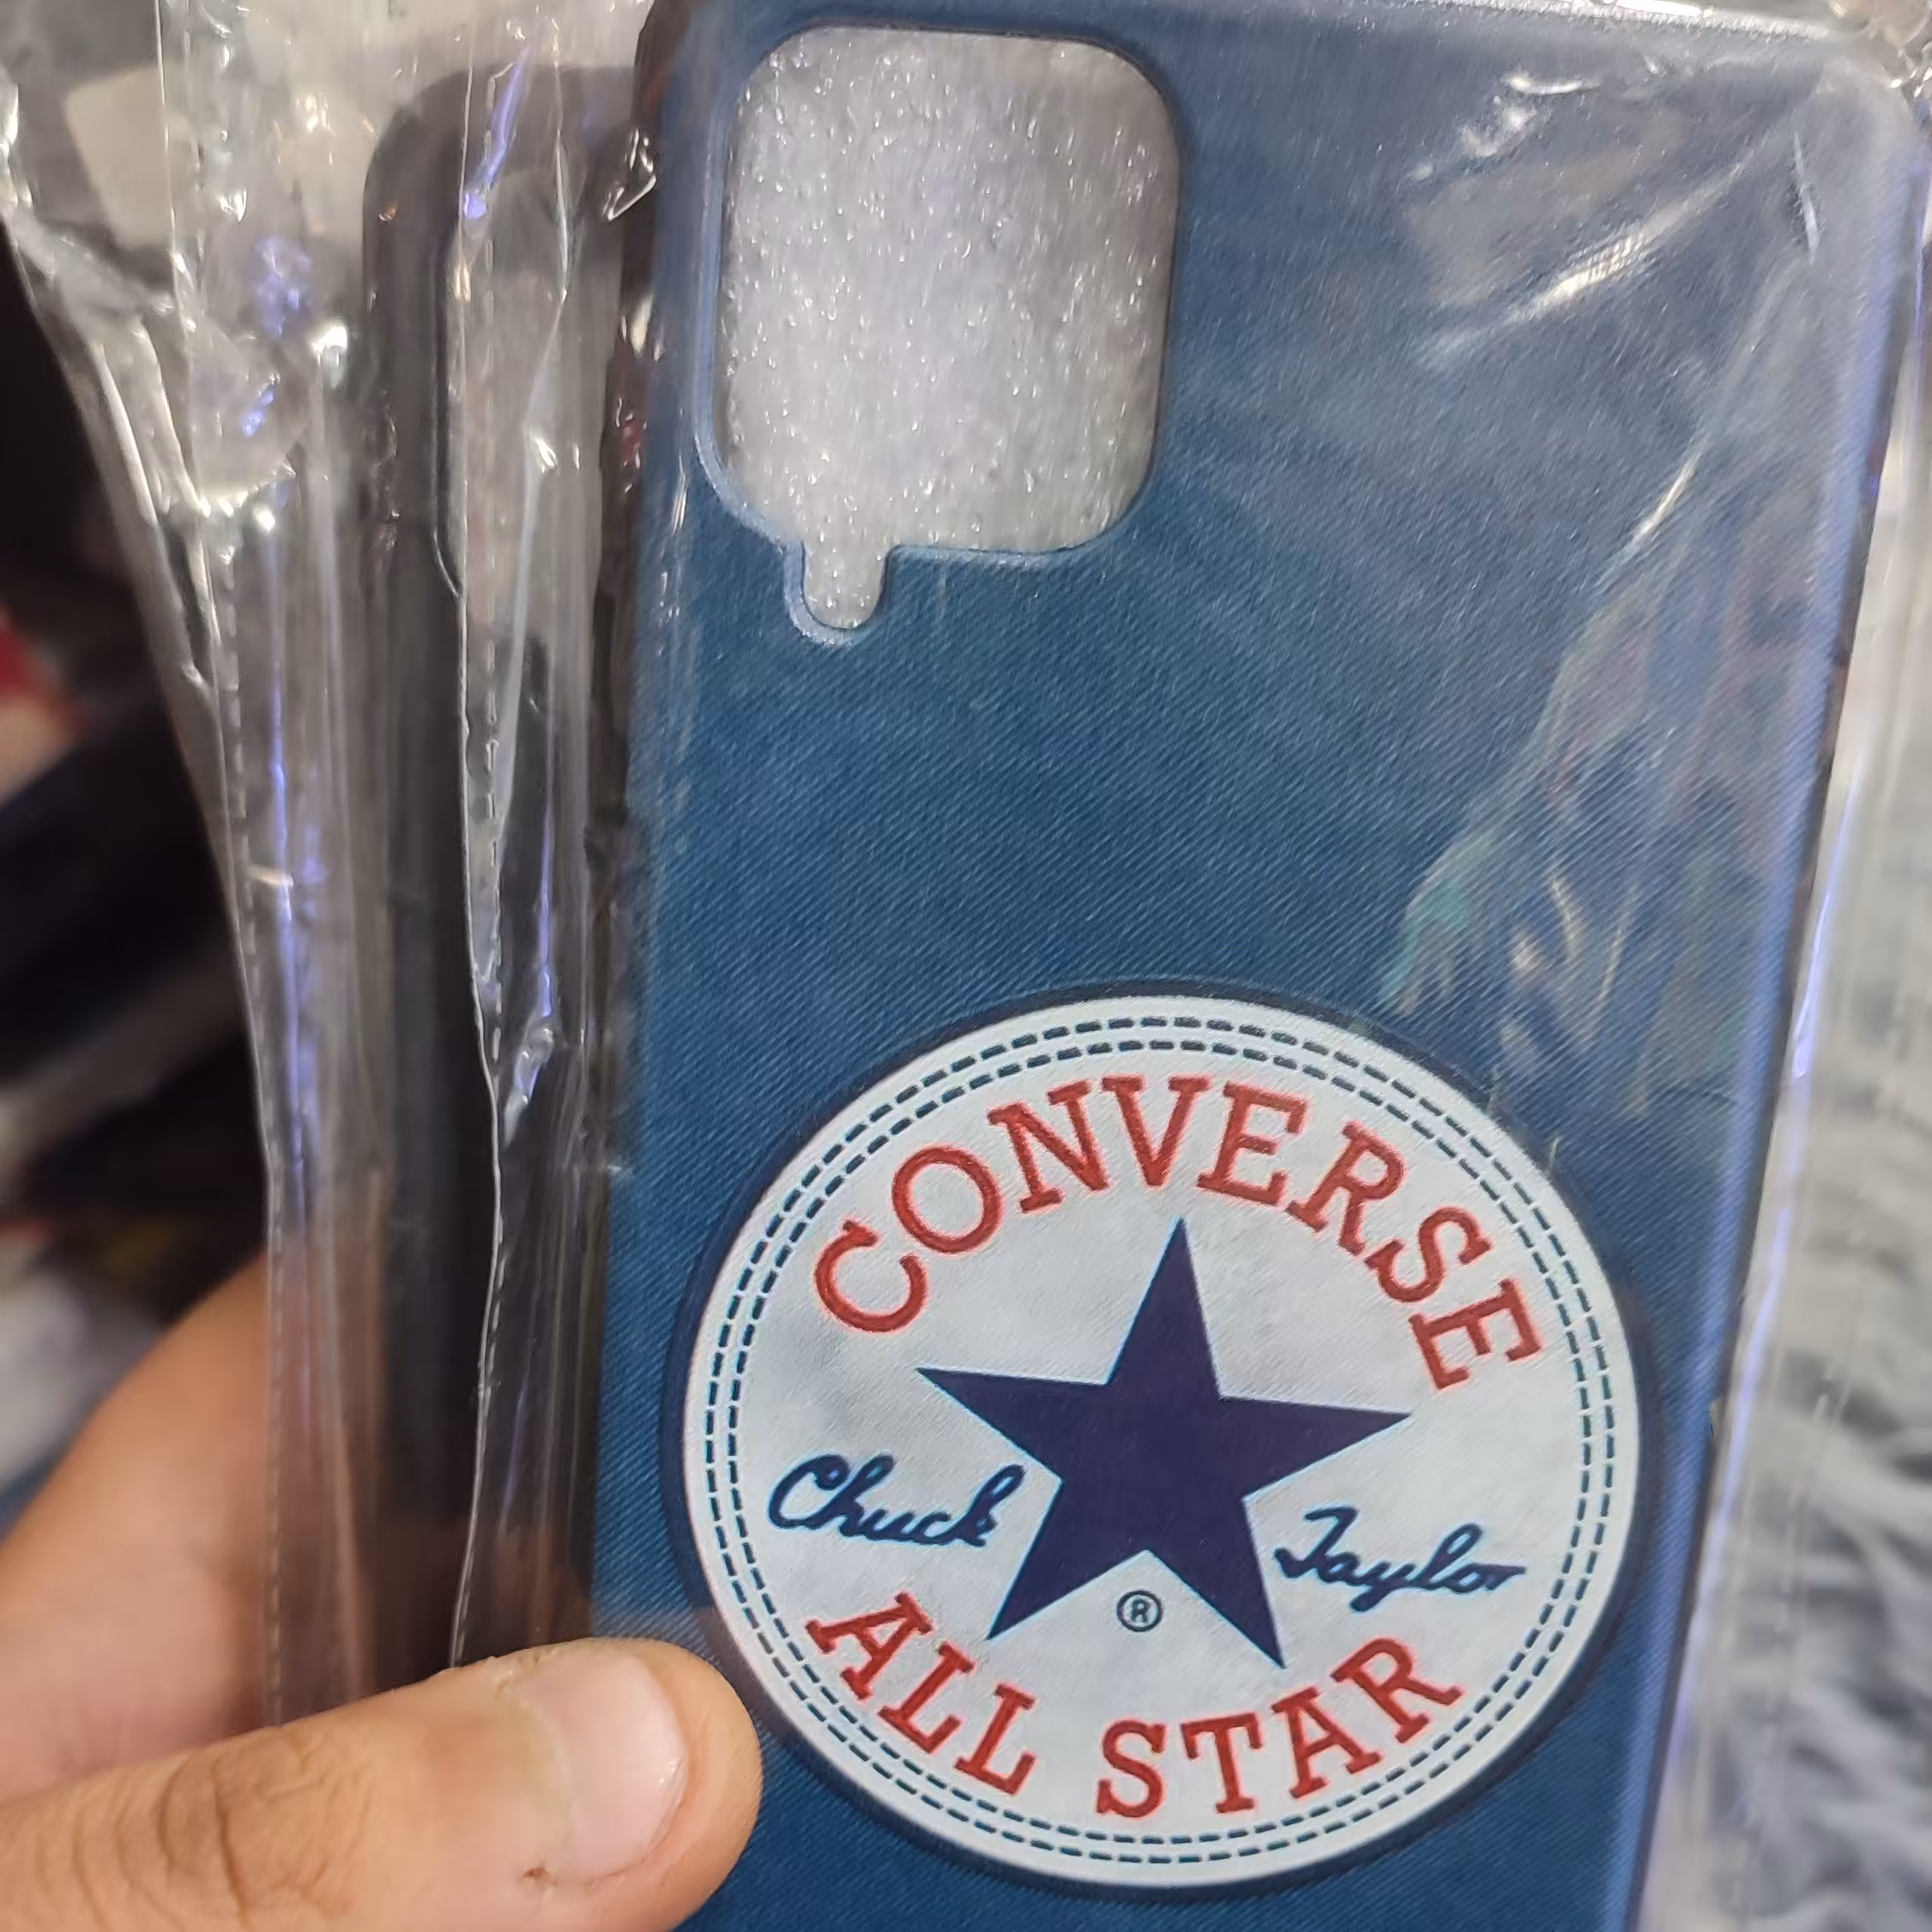 CONVERSE
Chuck Taylor
®
ALL STAR